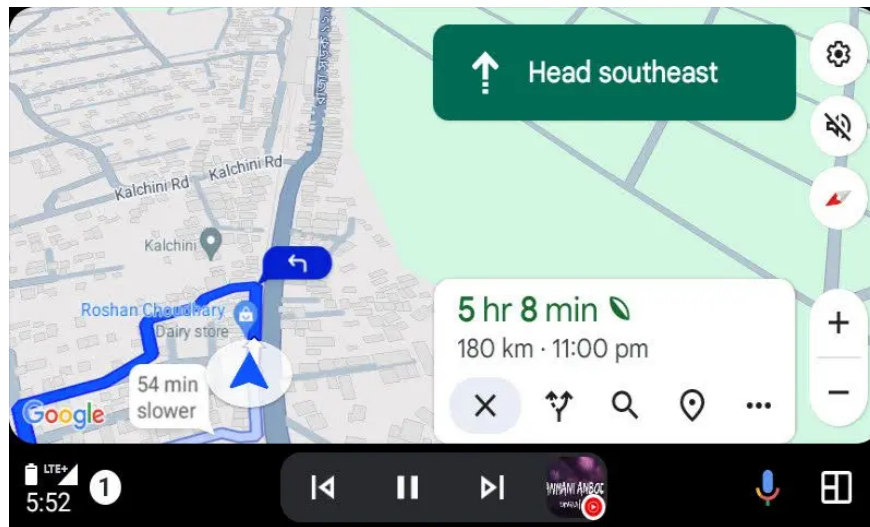 Head southeast
Kalchini Rd
Kalchini Rd
Kalchini
Roshan Choudhary
Dairy store
54 min
slower
Google
5 hr 8 min
180 km · 11:00 pm
LTE+
5:52
1